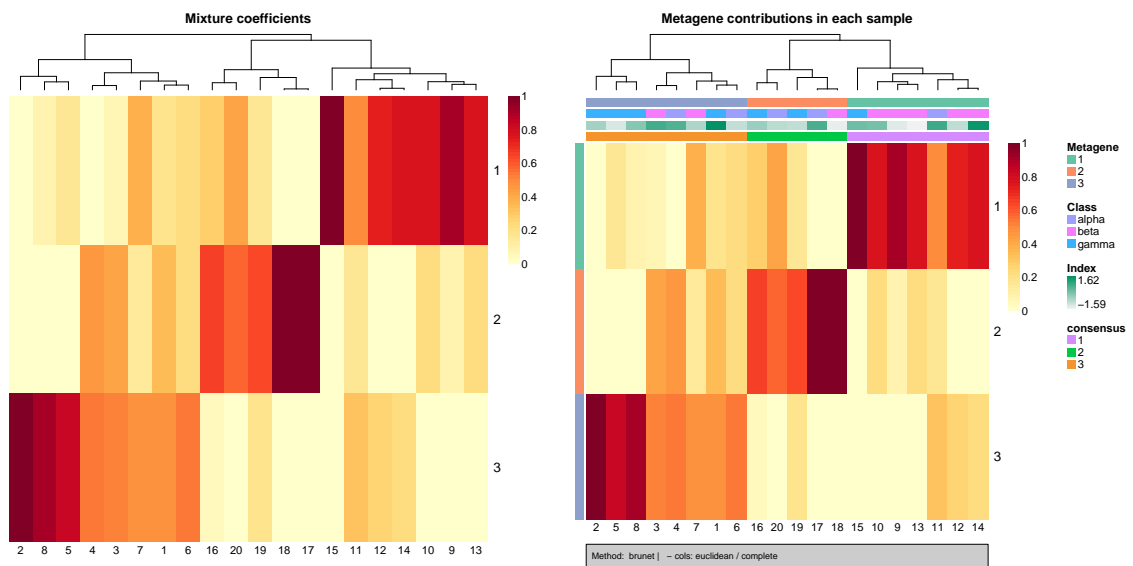 Mixture coefficients
1
0.8
0.6
0.4
0.2
0
1
2
3
2 8 5 4 3 7 1 6 16 20 19 18 17 15 11 12 14 10 9 13
Metagene contributions in each sample
1
0.8
0.6
0.4
0.2
0
1
2
3
2 5 8 3 4 7 1 6 16 20 19 17 18 15 10 9 13 11 12 14
Metagene
1
2
3
Class
alpha
beta
gamma
Index
1.62
−1.59
consensus
1
2
3
Method: brunet | − cols: euclidean / complete